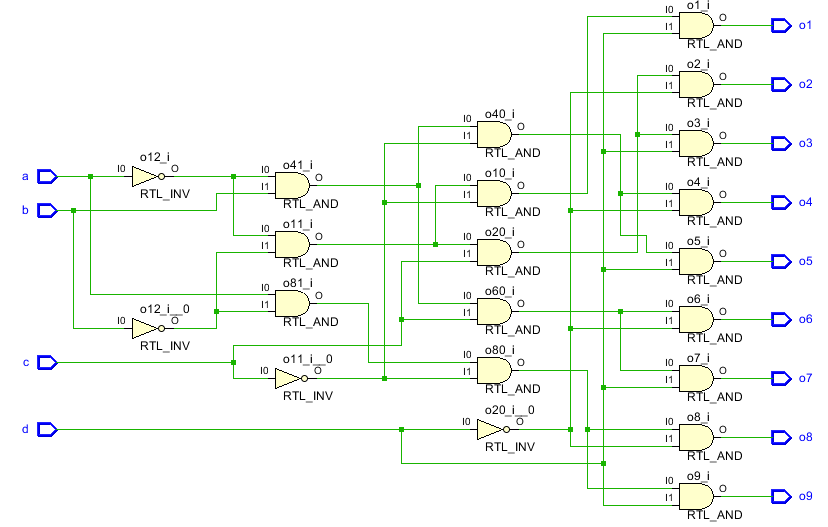 o1_i
I0 O o1
I1
RTL_AND
o2_i
I0 O o2
I1
RTL_AND
o40_i
I0 O
I1
RTL_AND
o3_i
I0 O o3
I1
RTL_AND
o12_i
a I0 O
RTL_INV
o41_i
I0 O
I1
RTL_AND
o10_i
I0 O
I1
RTL_AND
o4_i
I0 O o4
I1
RTL_AND
b
o11_i
I0 O
I1
RTL_AND
o20_i
I0 O
I1
RTL_AND
o5_i
I0 O o5
I1
RTL_AND
o81_i
I0 O
I1
RTL_AND
o60_i
I0 O
I1
RTL_AND
o6_i
I0 O o6
I1
RTL_AND
o12_i__0
I0 O
RTL_INV
c
o11_i__0
I0 O
RTL_INV
o80_i
I0 O
I1
RTL_AND
o7_i
I0 O o7
I1
RTL_AND
d
o20_i__0
I0 O
RTL_INV
o8_i
I0 O o8
I1
RTL_AND
o9_i
I0 O o9
I1
RTL_AND